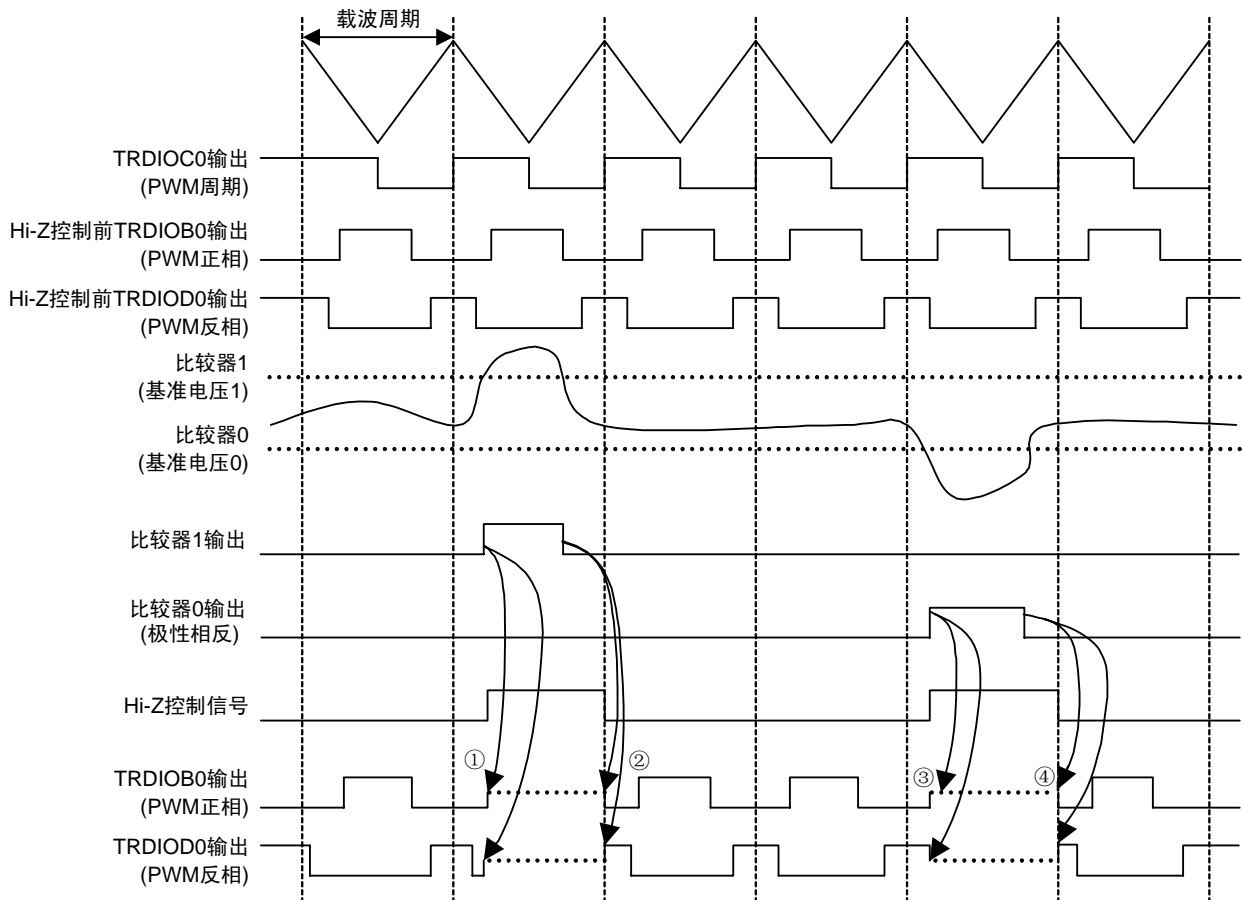 载波周期
TRDIOC0输出
(PWM周期)
Hi-Z控制前TRDIOB0输出
(PWM正相)
Hi-Z控制前TRDIOD0输出
(PWM反相)
比较器1
(基准电压1)
比较器0
(基准电压0)
比较器1输出
比较器0输出
(极性相反)
Hi-Z控制信号
① ② ③ ④
TRDIOB0输出
(PWM正相)
TRDIOD0输出
(PWM反相)